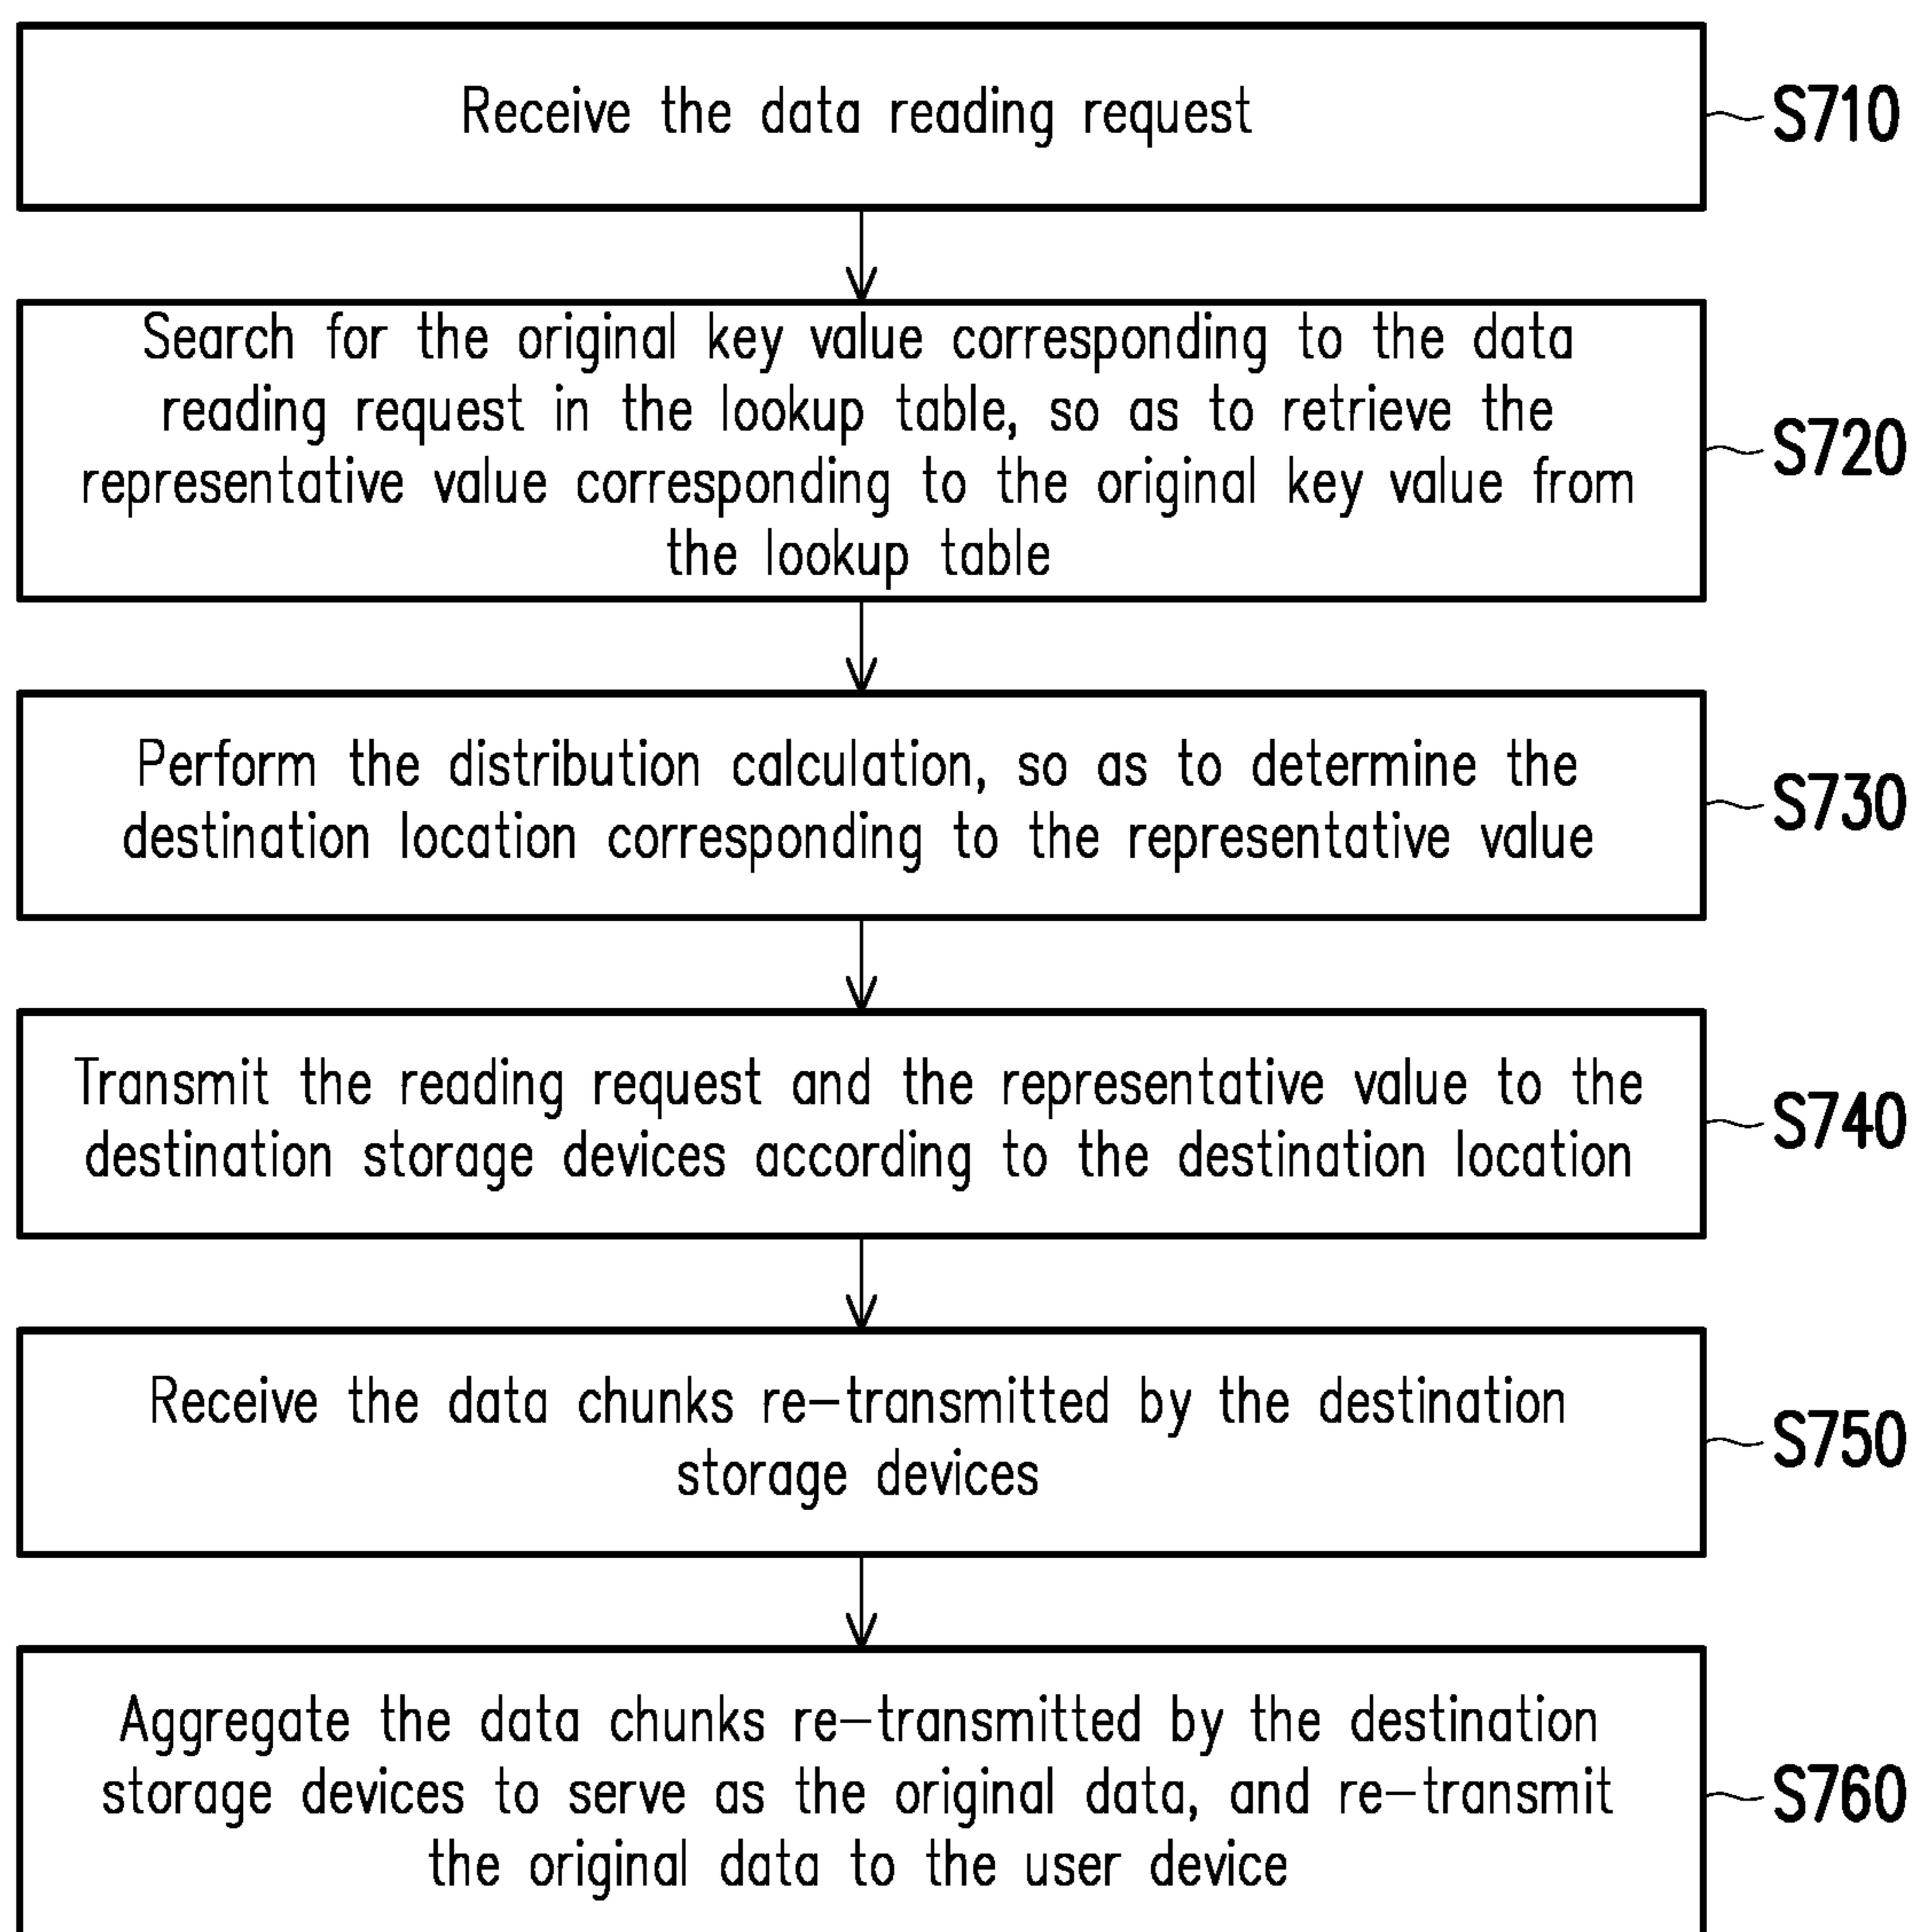 Receive the data reading request
S710
Search for the original key value corresponding to the data
reading request in the lookup table, so as to retrieve the
representative value corresponding to the original key value from
the lookup table
S720
Perform the distribution calculation, so as to determine the
destination location corresponding to the representative value
S730
Transmit the reading request and the representative value to the
destination storage devices according to the destination location
S740
Receive the data chunks re-transmitted by the destination
storage devices
S750
Aggregate the data chunks re-transmitted by the destination
storage devices to serve as the original data, and re-transmit
the original data to the user device
S760